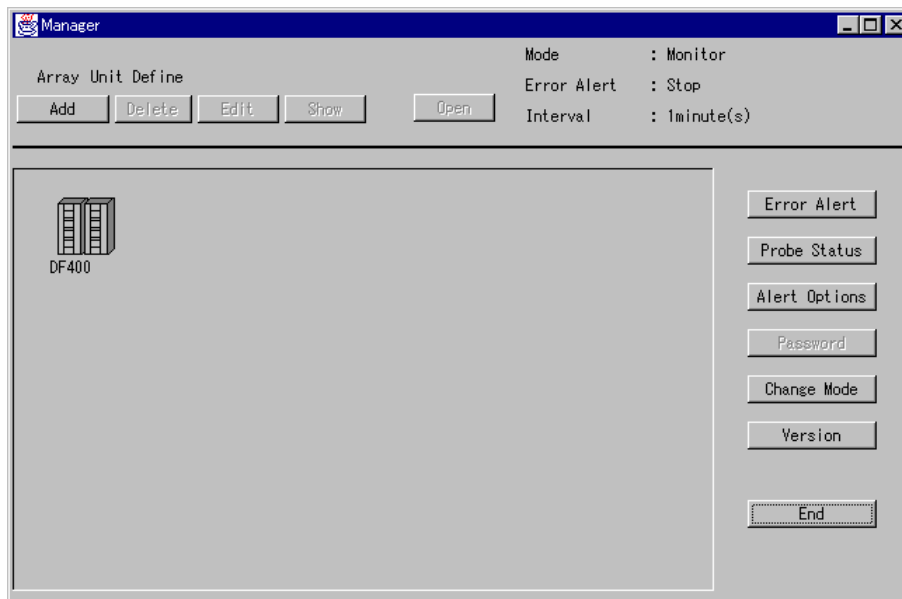 Manager
Mode : Monitor
Array Unit Define
Error Alert : Stop
Add Delete Edit Show Open
Interval : 1minute(s)
DF400
Error Alert
Probe Status
Alert Options
Password
Change Mode
Version
End